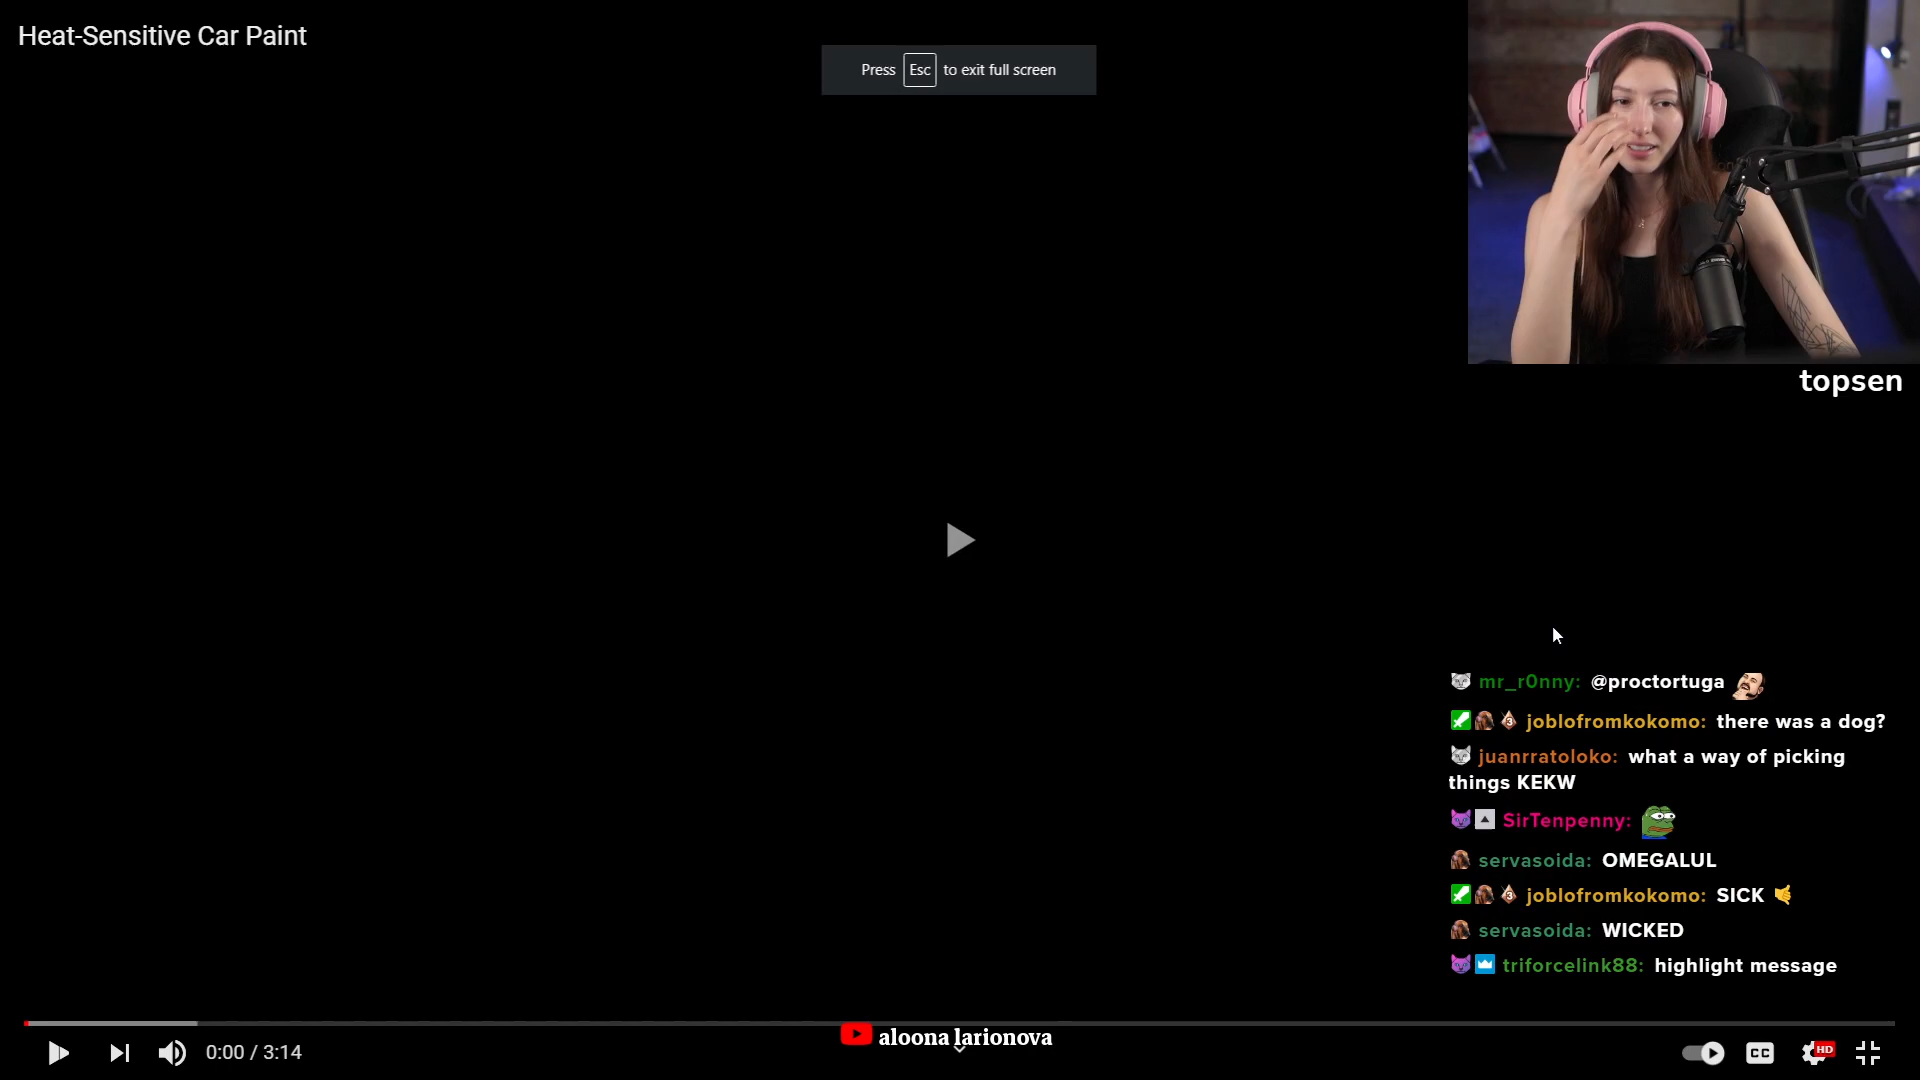 Heat-Sensitive Car Paint
Press Esc to exit full screen
topsen
mr_r0nny: @proctortuga
joblofromkokomo: there was a dog?
juanrratoloko: what a way of picking
things KEKW
SirTenpenny:
servasoida: OMEGALUL
joblofromkokomo: SICK 🤙
servasoida: WICKED
triforcelink88: highlight message
aloona larionova
0:00 / 3:14
CC
HD